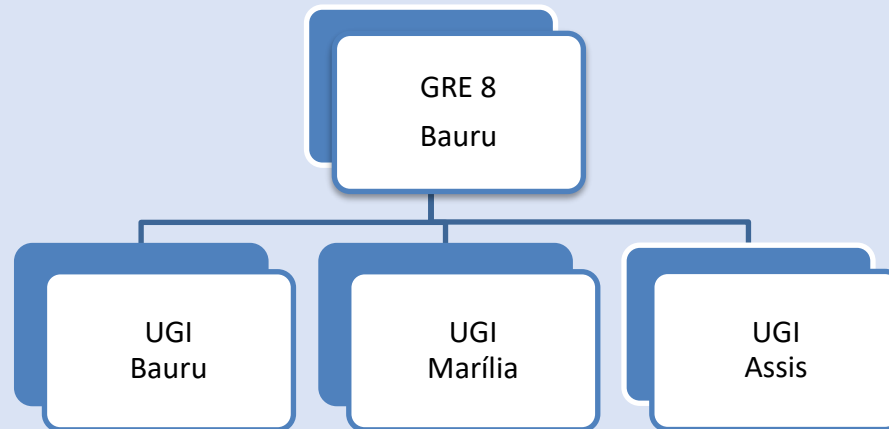 GRE 8
Bauru
UGI
Bauru
UGI
Marília
UGI
Assis